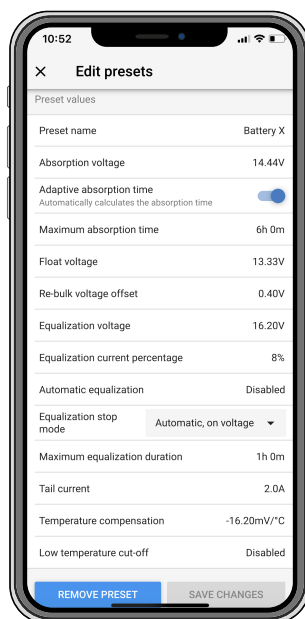 10:52
Edit presets
Preset values
Preset name Battery X
Absorption voltage 14.44V
Adaptive absorption time
Automatically calculates the absorption time
Maximum absorption time 6h 0m
Float voltage 13.33V
Re-bulk voltage offset 0.40V
Equalization voltage 16.20V
Equalization current percentage 8%
Automatic equalization Disabled
Equalization stop
mode Automatic, on voltage
Maximum equalization duration 1h 0m
Tail current 2.0A
Temperature compensation -16.20mV/°C
Low temperature cut-off Disabled
REMOVE PRESET SAVE CHANGES